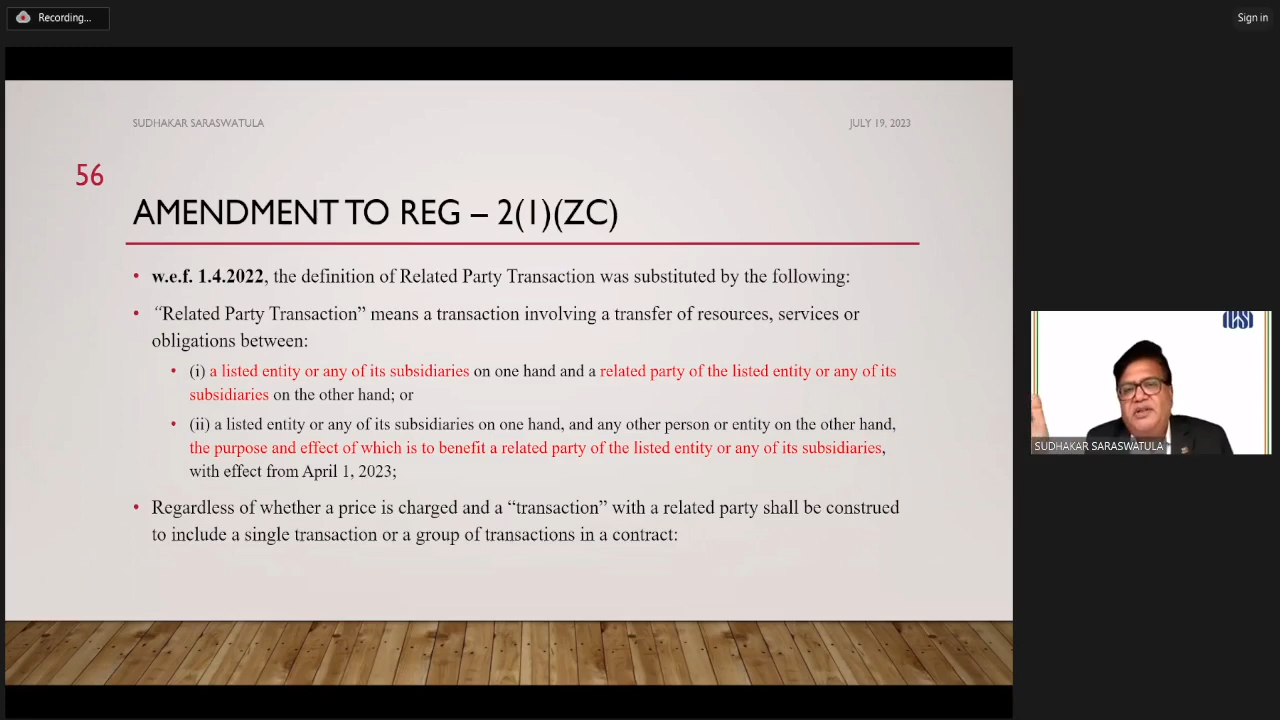 Recording...
Sign in
SUDHAKAR SARASWATULA
JULY 19, 2023
56
AMENDMENT TO REG – 2(1)(ZC)
• w.e.f. 1.4.2022, the definition of Related Party Transaction was substituted by the following:
• “Related Party Transaction” means a transaction involving a transfer of resources, services or
obligations between:
• (i) a listed entity or any of its subsidiaries on one hand and a related party of the listed entity or any of its
subsidiaries on the other hand; or
• (ii) a listed entity or any of its subsidiaries on one hand, and any other person or entity on the other hand,
the purpose and effect of which is to benefit a related party of the listed entity or any of its subsidiaries,
with effect from April 1, 2023;
• Regardless of whether a price is charged and a “transaction” with a related party shall be construed
to include a single transaction or a group of transactions in a contract:
SUDHAKAR SARASWATULA